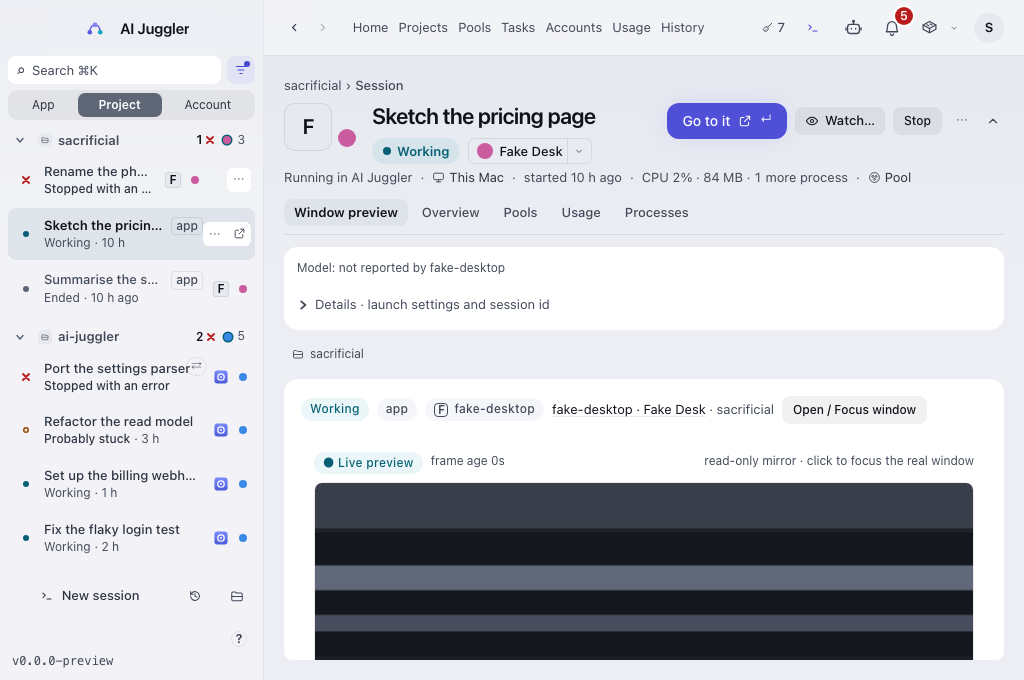 AI Juggler
Search ⌘K
App Project Account
sacrificial 1 3
Rename the ph... F
Stopped with an ...
Sketch the pricin... app
Working · 10 h
Summarise the s... app
Ended · 10 h ago F
ai-juggler 2 5
Port the settings parser
Stopped with an error
Refactor the read model
Probably stuck · 3 h
Set up the billing webh...
Working · 1 h
Fix the flaky login test
Working · 2 h
New session
?
v0.0.0-preview
Home Projects Pools Tasks Accounts Usage History 7 5 S
sacrificial › Session
F
Sketch the pricing page
Working Fake Desk
Go to it Watch... Stop ...
Running in AI Juggler · This Mac · started 10 h ago · CPU 2% · 84 MB · 1 more process · Pool
Window preview Overview Pools Usage Processes
Model: not reported by fake-desktop
Details · launch settings and session id
sacrificial
Working app F fake-desktop fake-desktop · Fake Desk · sacrificial Open / Focus window
Live preview frame age 0s read-only mirror · click to focus the real window